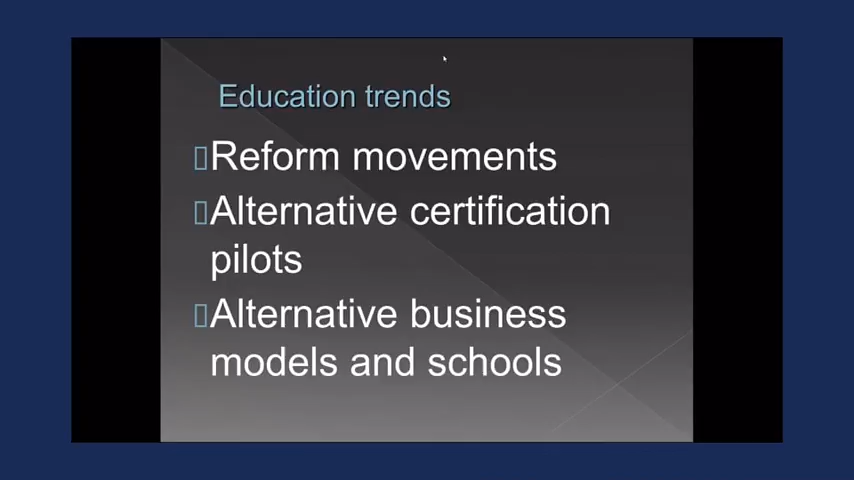 Education trends
Reform movements
Alternative certification
pilots
Alternative business
models and schools